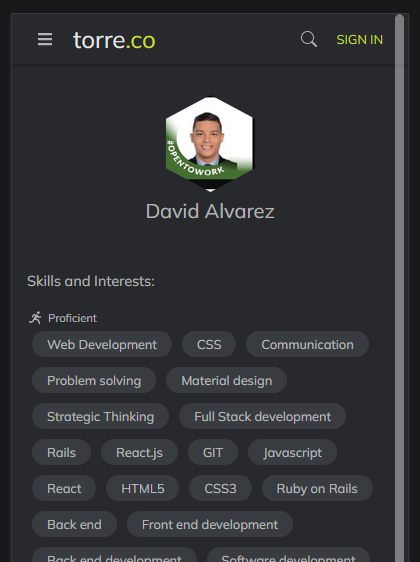 torre.co SIGN IN
#OPENTOWORK
David Alvarez
Skills and Interests:
Proficient
Web Development CSS Communication
Problem solving Material design
Strategic Thinking Full Stack development
Rails React.js GIT Javascript
React HTML5 CSS3 Ruby on Rails
Back end Front end development
Back end development Software development